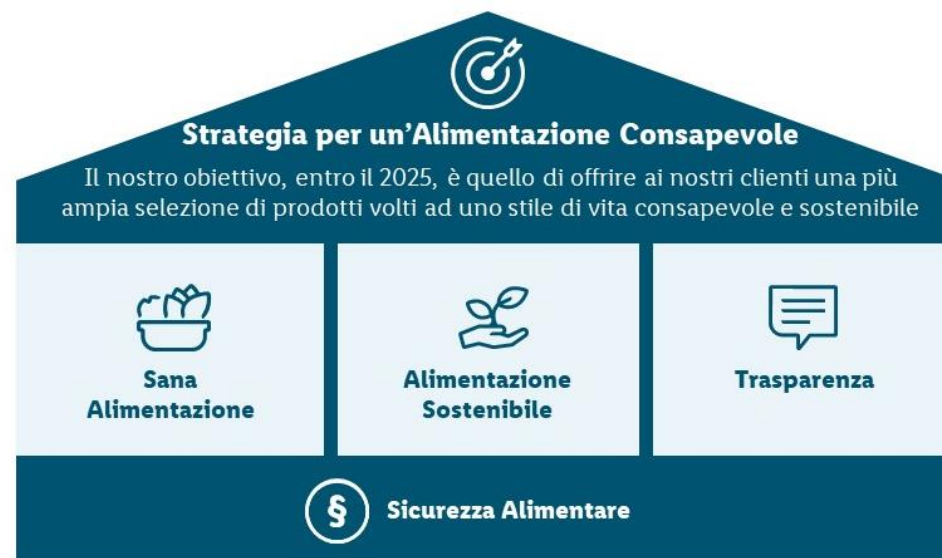 Strategia per un’Alimentazione Consapevole
Il nostro obiettivo, entro il 2025, è quello di offrire ai nostri clienti una più
ampia selezione di prodotti volti ad uno stile di vita consapevole e sostenibile
Sana
Alimentazione
Alimentazione
Sostenibile
Trasparenza
§ Sicurezza Alimentare